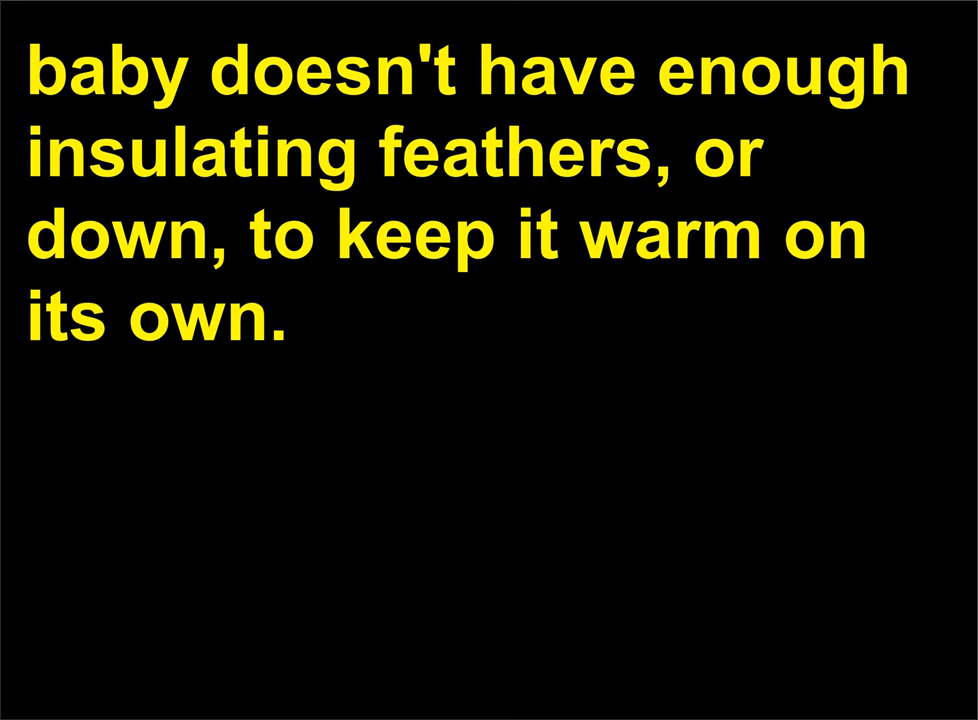 baby doesn't have enough
insulating feathers, or
down, to keep it warm on
its own.